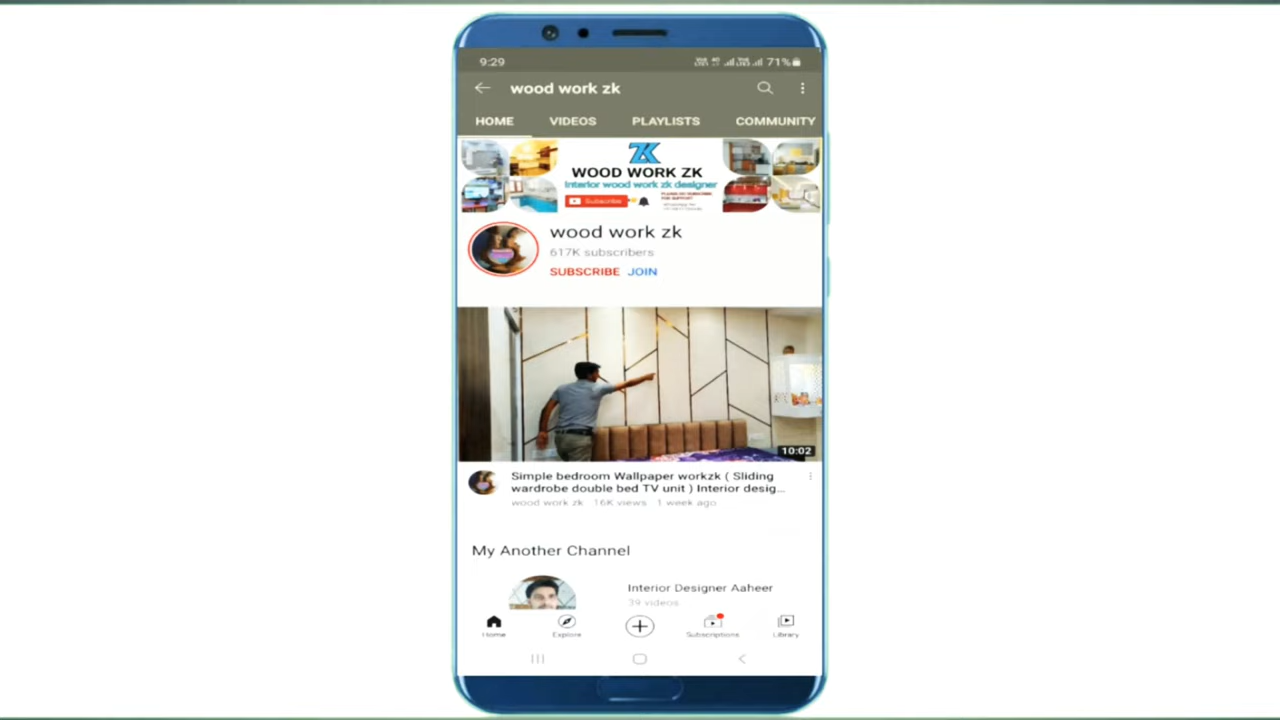 9:29
71%
wood work zk
HOME VIDEOS PLAYLISTS COMMUNITY
ZK
WOOD WORK ZK
Interior wood work zk designer
Subscribe
wood work zk
617K subscribers
SUBSCRIBE JOIN
10:02
Simple bedroom Wallpaper workzk ( Sliding
wardrobe double bed TV unit ) Interior desig...
wood work zk 16K views 1 week ago
My Another Channel
Interior Designer Aaheer
39 videos
Home Explore Subscriptions Library